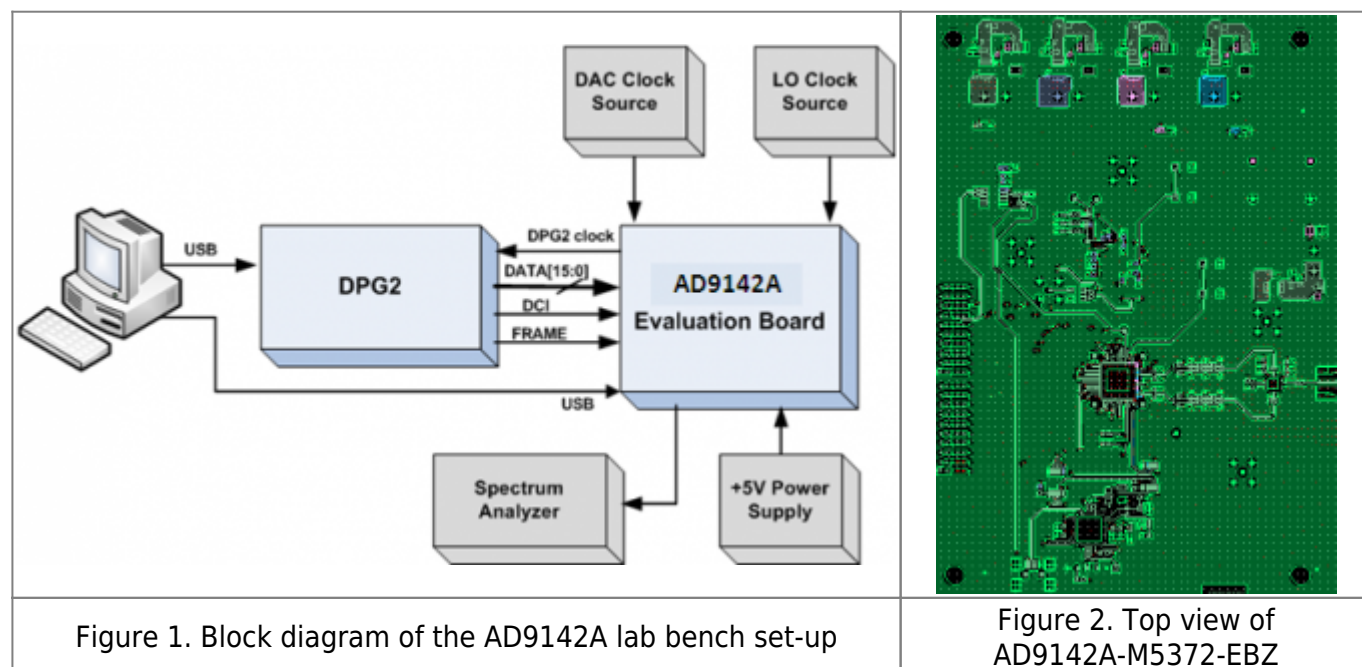 DAC Clock
Source
LO Clock
Source
USB
DPG2
DPG2 clock
DATA[15:0]
DCI
FRAME
AD9142A
Evaluation Board
USB
Spectrum
Analyzer
+5V Power
Supply
Figure 1. Block diagram of the AD9142A lab bench set-up
Figure 2. Top view of
AD9142A-M5372-EBZ